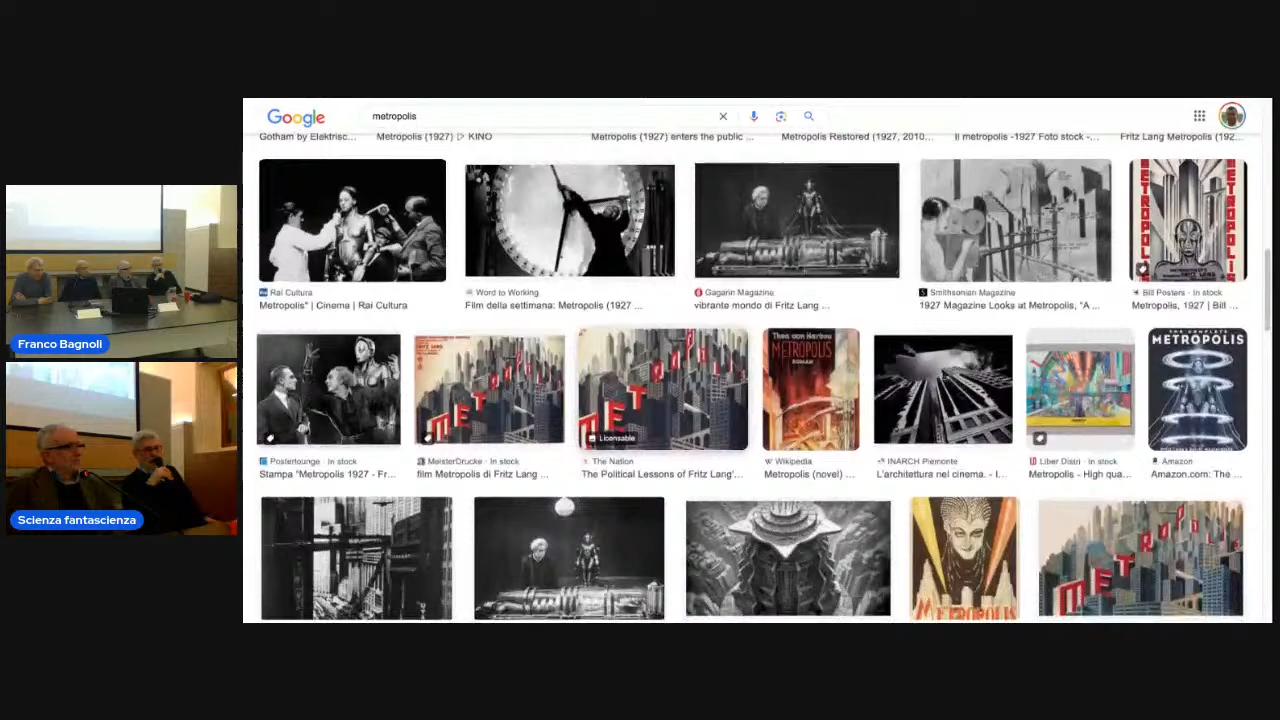 Google
metropolis
Gotham by Elektrisc...
Metropolis (1927) ▷ KINO
Metropolis (1927) enters the public ...
Metropolis Restored (1927, 2010...
Il metropolis -1927 Foto stock -...
Fritz Lang Metropolis (192...
METROPOLIS
Rai Cultura
Metropolis" | Cinema | Rai Cultura
Word to Working
Film della settimana: Metropolis (1927 ...
Gagarin Magazine
vibrante mondo di Fritz Lang ...
Smithsonian Magazine
1927 Magazine Looks at Metropolis, "A ...
Bill Posters · In stock
Metropolis, 1927 | Bill ...
METROPOLIS
METROPOLIS
Licensable
Thea von Harbou
METROPOLIS
ROMAN
THE COMPLETE
METROPOLIS
Posterlounge · In stock
Stampa "Metropolis 1927 - Fr...
MeisterDrucke · In stock
film Metropolis di Fritz Lang ...
The Nation
The Political Lessons of Fritz Lang'...
Wikipedia
Metropolis (novel) ...
INARCH Piemonte
L'architettura nel cinema. - I...
Liber Distri · In stock
Metropolis - High qua...
Amazon
Amazon.com: The ...
METROPOLIS
METROPOLIS
Franco Bagnoli
Scienza fantascienza